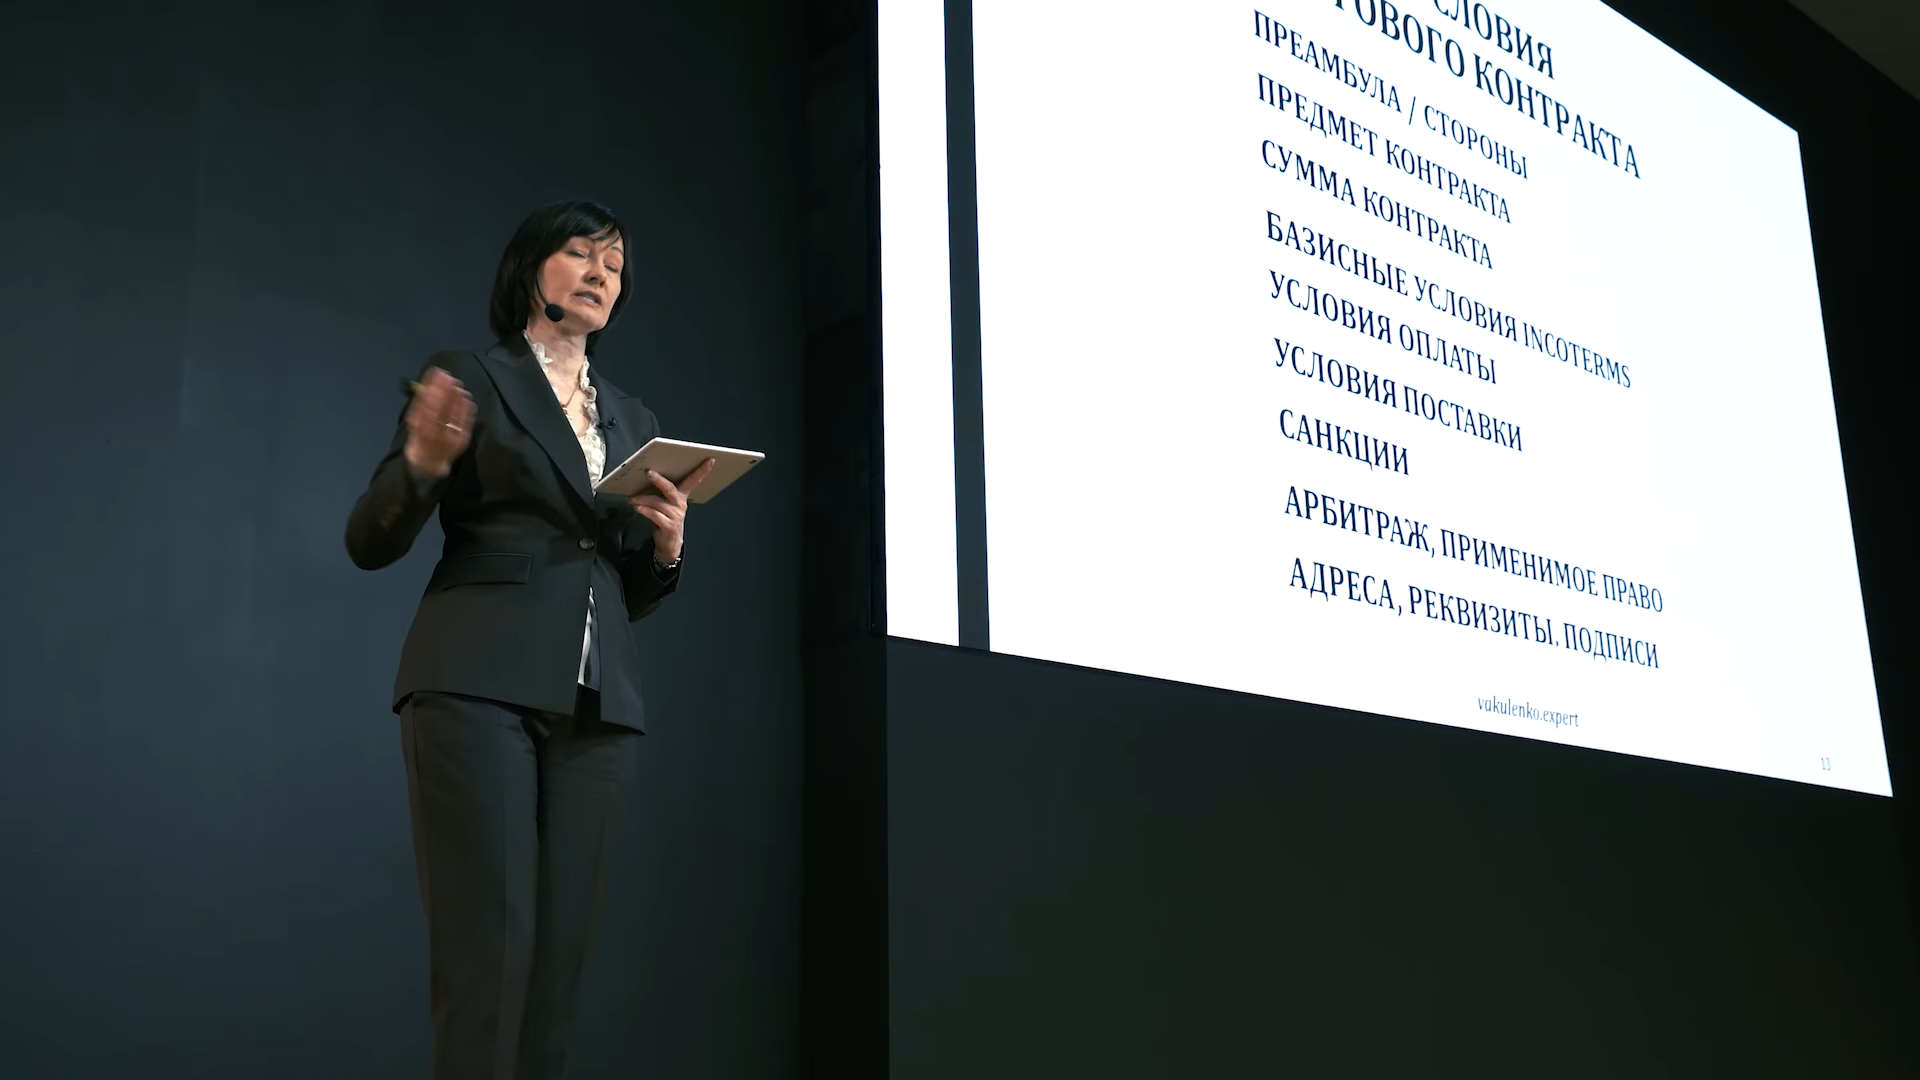 КОНТРАКТА
ПРЕАМБУЛА / СТОРОНЫ
ПРЕДМЕТ КОНТРАКТА
СУММА КОНТРАКТА
БАЗИСНЫЕ УСЛОВИЯ INCOTERMS
УСЛОВИЯ ОПЛАТЫ
УСЛОВИЯ ПОСТАВКИ
САНКЦИИ
АРБИТРАЖ, ПРИМЕНИМОЕ ПРАВО
АДРЕСА, РЕКВИЗИТЫ. ПОДПИСИ
vakulenko.expert
13